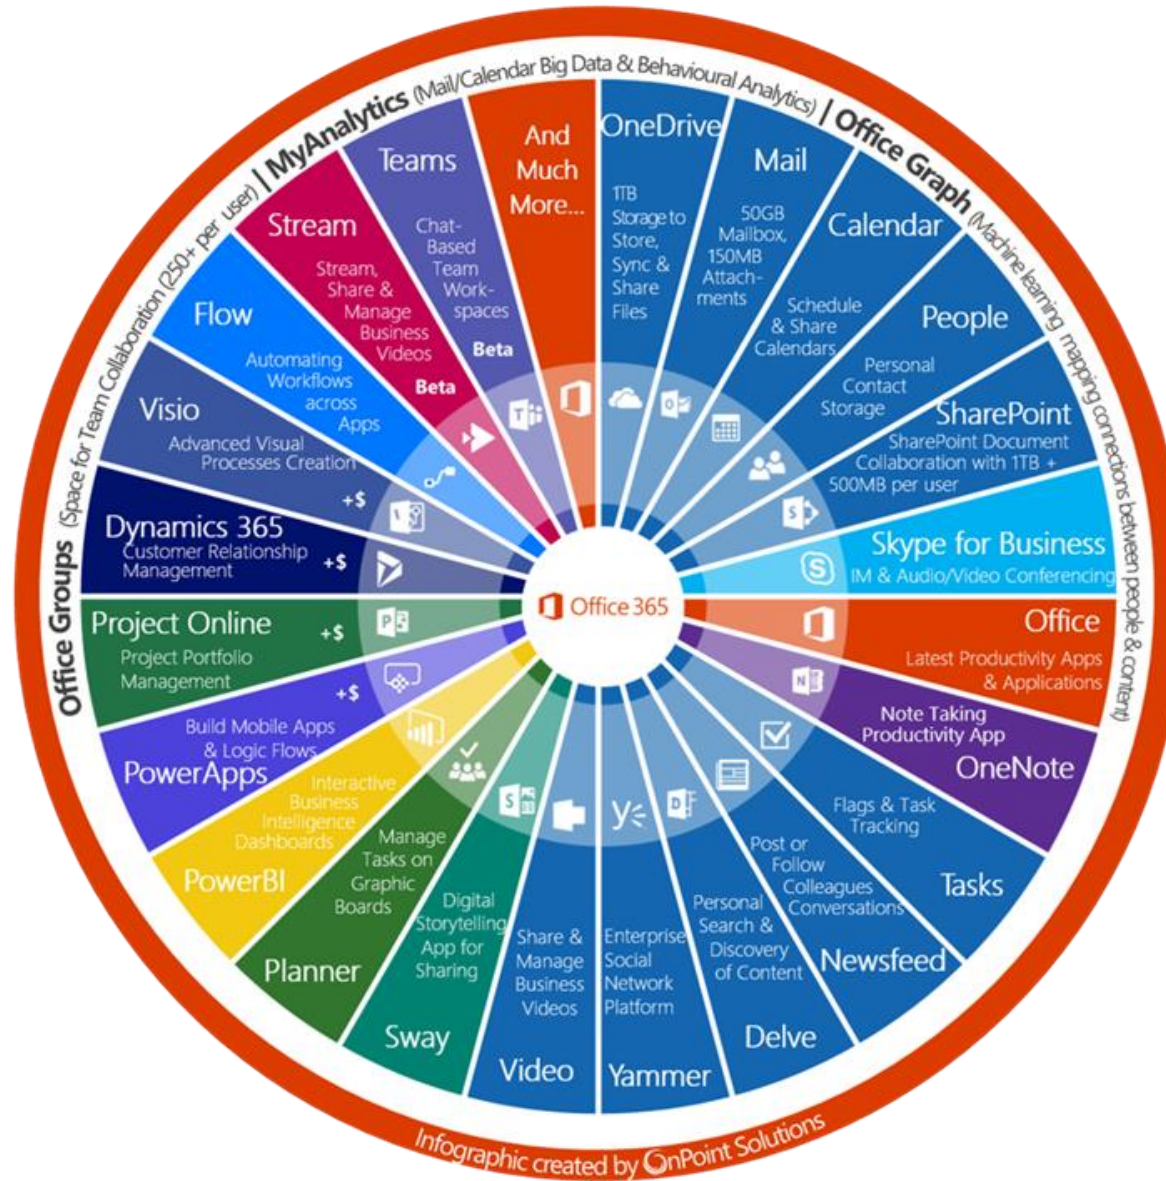 Office Groups (Space for Team Collaboration (250+ per user) | MyAnalytics (Mail/Calendar Big Data & Behavioural Analytics) | Office Graph (Machine learning mapping connections between people & content)
And
Much
More...
OneDrive
1TB
Storage to
Store,
Sync &
Share
Files
Mail
50GB
Mailbox,
150MB
Attach-
ments
Calendar
Schedule
& Share
Calendars
People
Personal
Contact
Storage
SharePoint
SharePoint Document
Collaboration with 1TB +
500MB per user
Skype for Business
IM & Audio/Video Conferencing
Office
Latest Productivity Apps
& Applications
Note Taking
Productivity App
OneNote
Flags & Task
Tracking
Tasks
Post or
Follow
Colleagues
Conversations
Newsfeed
Personal
Search &
Discovery
of Content
Delve
Enterprise
Social
Network
Platform
Yammer
Share &
Manage
Business
Videos
Video
Digital
Storytelling
App for
Sharing
Sway
Manage
Tasks on
Graphic
Boards
Planner
Interactive
Business
Intelligence
Dashboards
PowerBI
+$
Build Mobile Apps
& Logic Flows
PowerApps
Project Online
+$
Project Portfolio
Management
Dynamics 365
Customer Relationship
Management
+$
Visio
Advanced Visual
Processes Creation
+$
Flow
Automating
Workflows
across
Apps
Stream
Stream,
Share &
Manage
Business
Videos
Beta
Teams
Chat-
Based
Team
Work-
spaces
Beta
Office 365
Infographic created by OnPoint Solutions